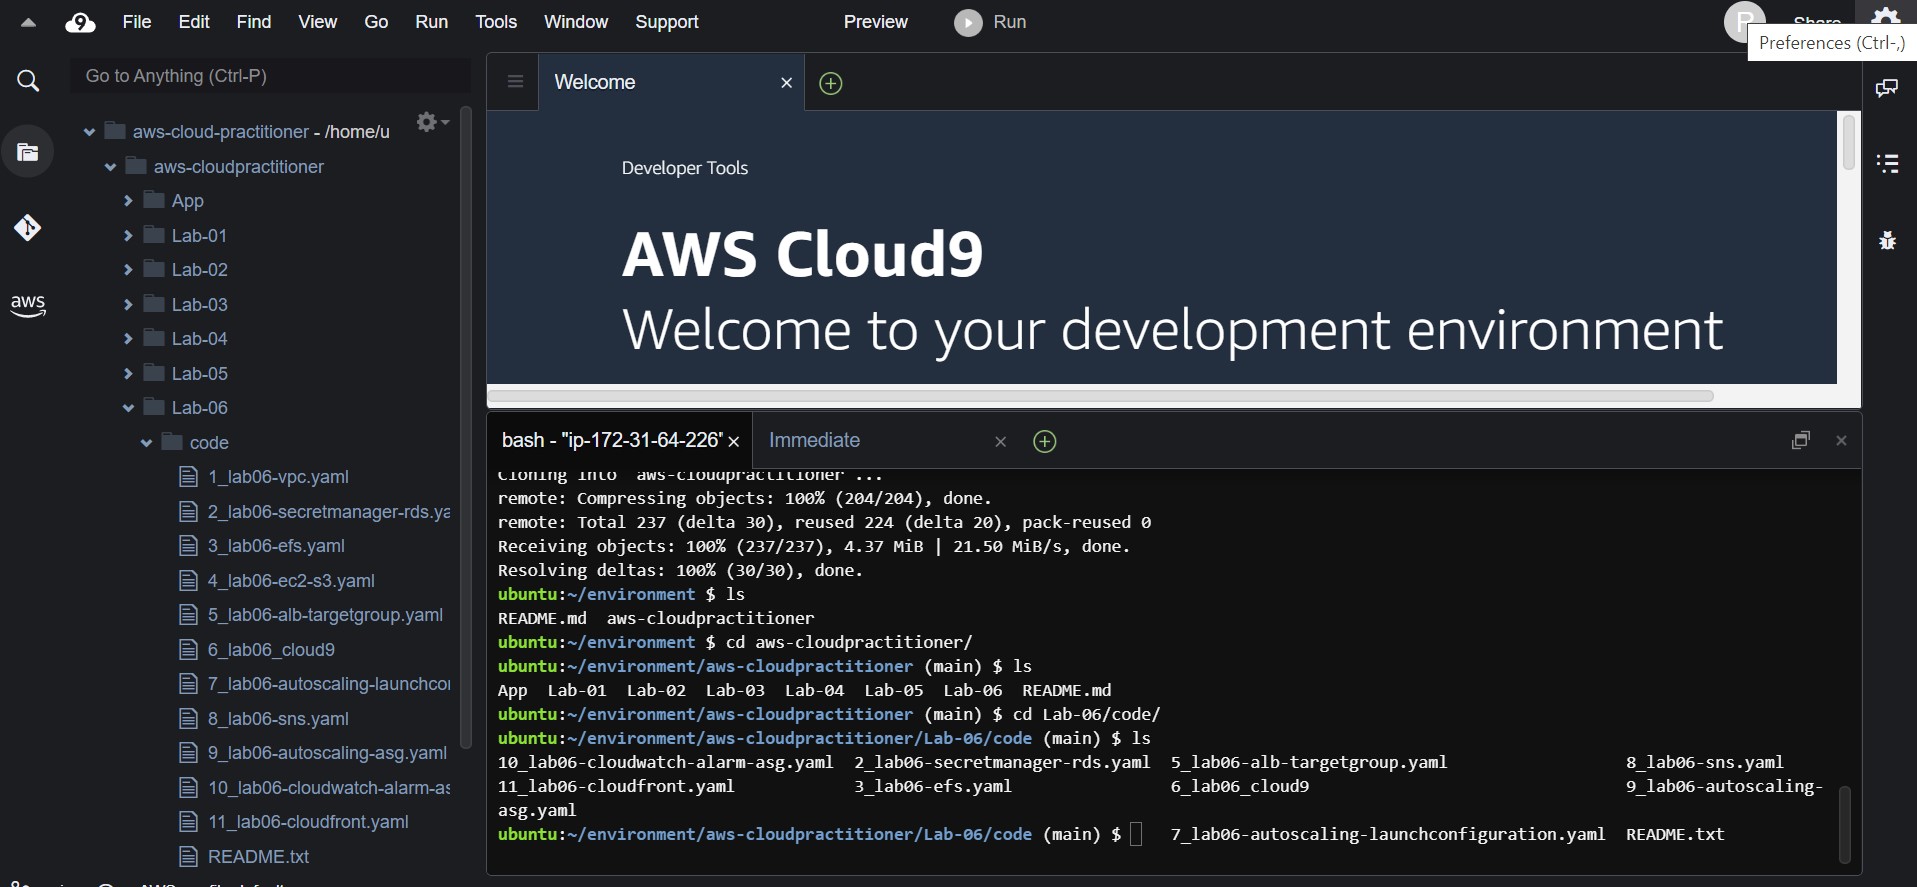 File Edit Find View Go Run Tools Window Support Preview Run Share
Preferences (Ctrl-,)
Go to Anything (Ctrl-P)
Welcome
aws-cloud-practitioner - /home/u
aws-cloudpractitioner
App
Lab-01
Lab-02
Lab-03
Lab-04
Lab-05
Lab-06
code
1_lab06-vpc.yaml
2_lab06-secretmanager-rds.ya
3_lab06-efs.yaml
4_lab06-ec2-s3.yaml
5_lab06-alb-targetgroup.yaml
6_lab06_cloud9
7_lab06-autoscaling-launchcon
8_lab06-sns.yaml
9_lab06-autoscaling-asg.yaml
10_lab06-cloudwatch-alarm-as
11_lab06-cloudfront.yaml
README.txt
aws
Developer Tools
AWS Cloud9
Welcome to your development environment
bash - "ip-172-31-64-226" Immediate
Cloning into aws-cloudpractitioner ...
remote: Compressing objects: 100% (204/204), done.
remote: Total 237 (delta 30), reused 224 (delta 20), pack-reused 0
Receiving objects: 100% (237/237), 4.37 MiB | 21.50 MiB/s, done.
Resolving deltas: 100% (30/30), done.
ubuntu:~/environment $ ls
README.md aws-cloudpractitioner
ubuntu:~/environment $ cd aws-cloudpractitioner/
ubuntu:~/environment/aws-cloudpractitioner (main) $ ls
App Lab-01 Lab-02 Lab-03 Lab-04 Lab-05 Lab-06 README.md
ubuntu:~/environment/aws-cloudpractitioner (main) $ cd Lab-06/code/
ubuntu:~/environment/aws-cloudpractitioner/Lab-06/code (main) $ ls
10_lab06-cloudwatch-alarm-asg.yaml 2_lab06-secretmanager-rds.yaml 5_lab06-alb-targetgroup.yaml 8_lab06-sns.yaml
11_lab06-cloudfront.yaml 3_lab06-efs.yaml 6_lab06_cloud9 9_lab06-autoscaling-
asg.yaml
ubuntu:~/environment/aws-cloudpractitioner/Lab-06/code (main) $ 7_lab06-autoscaling-launchconfiguration.yaml README.txt